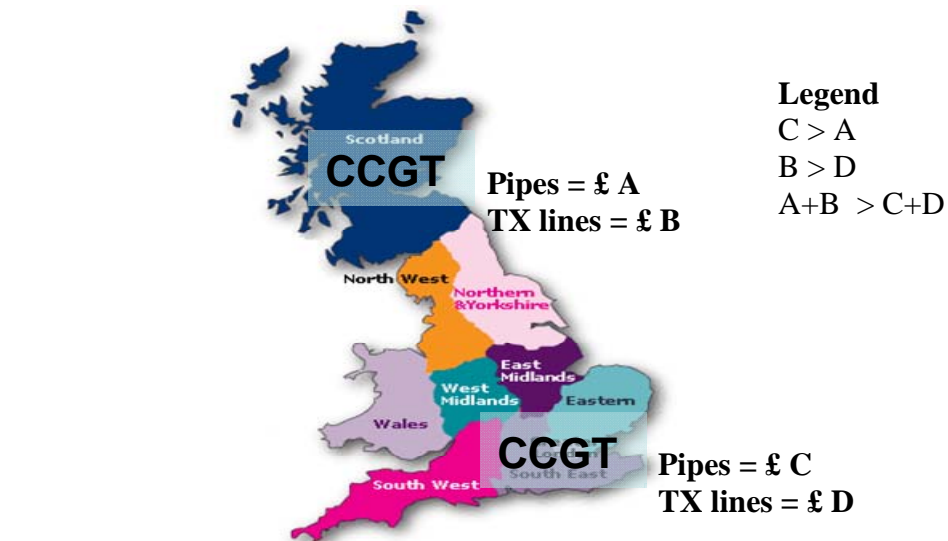 Scotland
CCGT
Pipes = £ A
TX lines = £ B
Legend
C > A
B > D
A+B > C+D
North West
Northern
&Yorkshire
East
Midlands
West
Midlands
Eastern
Wales
CCGT
London
South East
South West
Pipes = £ C
TX lines = £ D